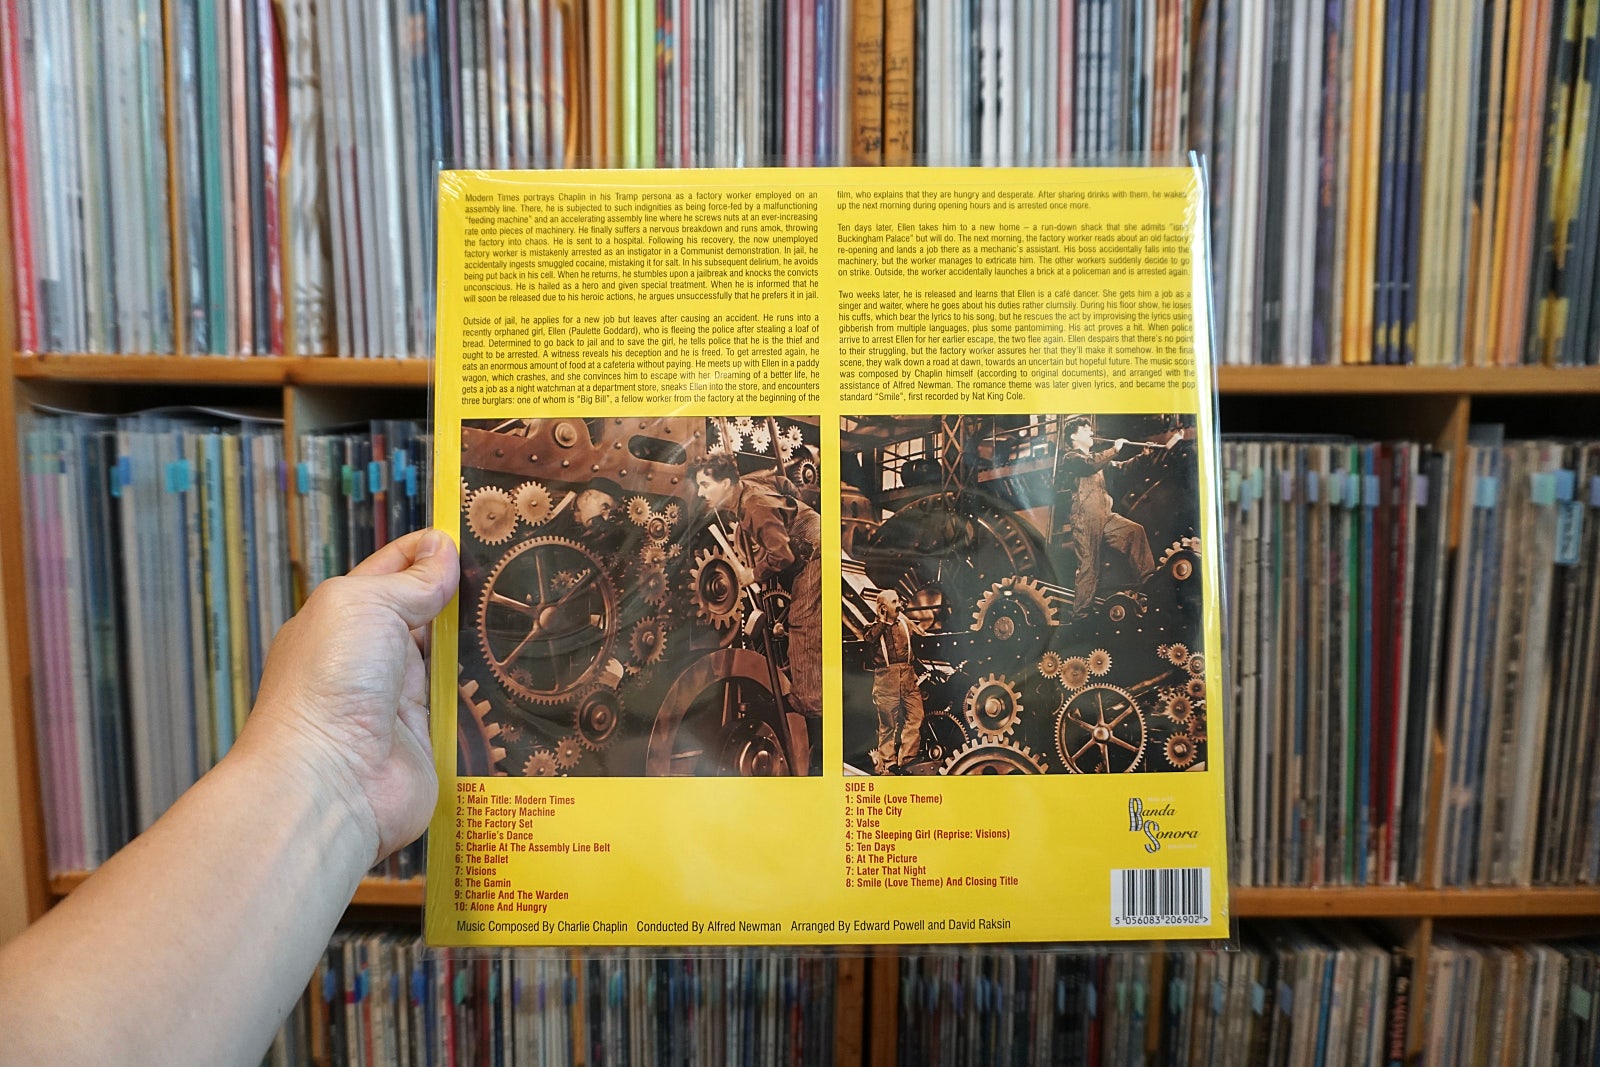 Modern Times portrays Chaplin in his Tramp persona as a factory worker employed on an
assembly line. There, he is subjected to such indignities as being force-fed by a malfunctioning
"feeding machine" and an accelerating assembly line where he screws nuts at an ever-increasing
rate onto pieces of machinery. He finally suffers a nervous breakdown and runs amok, throwing
the factory into chaos. He is sent to a hospital. Following his recovery, the now unemployed
factory worker is mistakenly arrested as an instigator in a Communist demonstration. In jail, he
accidentally ingests smuggled cocaine, mistaking it for salt. In his subsequent delirium, he avoids
being put back in his cell. When he returns, he stumbles upon a jailbreak and knocks the convicts
unconscious. He is hailed as a hero and given special treatment. When he is informed that he
will soon be released due to his heroic actions, he argues unsuccessfully that he prefers it in jail.
Outside of jail, he applies for a new job but leaves after causing an accident. He runs into a
recently orphaned girl, Ellen (Paulette Goddard), who is fleeing the police after stealing a loaf of
bread. Determined to go back to jail and to save the girl, he tells police that he is the thief and
ought to be arrested. A witness reveals his deception and he is freed. To get arrested again, he
eats an enormous amount of food at a cafeteria without paying. He meets up with Ellen in a paddy
wagon, which crashes, and she convinces him to escape with her. Dreaming of a better life, he
gets a job as a night watchman at a department store, sneaks Ellen into the store, and encounters
three burglars: one of whom is "Big Bill", a fellow worker from the factory at the beginning of the
film, who explains that they are hungry and desperate. After sharing drinks with them, he wakes
up the next morning during opening hours and is arrested once more.
Ten days later, Ellen takes him to a new home – a run-down shack that she admits "isn't
Buckingham Palace" but will do. The next morning, the factory worker reads about an old factory
re-opening and lands a job there as a mechanic's assistant. His boss accidentally falls into the
machinery, but the worker manages to extricate him. The other workers suddenly decide to go
on strike. Outside, the worker accidentally launches a brick at a policeman and is arrested again.
Two weeks later, he is released and learns that Ellen is a café dancer. She gets him a job as a
singer and waiter, where he goes about his duties rather clumsily. During his floor show, he loses
his cuffs, which bear the lyrics to his song, but he rescues the act by improvising the lyrics using
gibberish from multiple languages, plus some pantomiming. His act proves a hit. When police
arrive to arrest Ellen for her earlier escape, the two flee again. Ellen despairs that there's no point
to their struggling, but the factory worker assures her that they'll make it somehow. In the final
scene, they walk down a road at dawn, towards an uncertain but hopeful future. The music score
was composed by Chaplin himself (according to original documents), and arranged with the
assistance of Alfred Newman. The romance theme was later given lyrics, and became the pop
standard "Smile", first recorded by Nat King Cole.
SIDE A
1: Main Title: Modern Times
2: The Factory Machine
3: The Factory Set
4: Charlie's Dance
5: Charlie At The Assembly Line Belt
6: The Ballet
7: Visions
8: The Gamin
9: Charlie And The Warden
10: Alone And Hungry
SIDE B
1: Smile (Love Theme)
2: In The City
3: Valse
4: The Sleeping Girl (Reprise: Visions)
5: Ten Days
6: At The Picture
7: Later That Night
8: Smile (Love Theme) And Closing Title
Banda
Sonora
5 056083 206902 >
Music Composed By Charlie Chaplin Conducted By Alfred Newman Arranged By Edward Powell and David Raksin